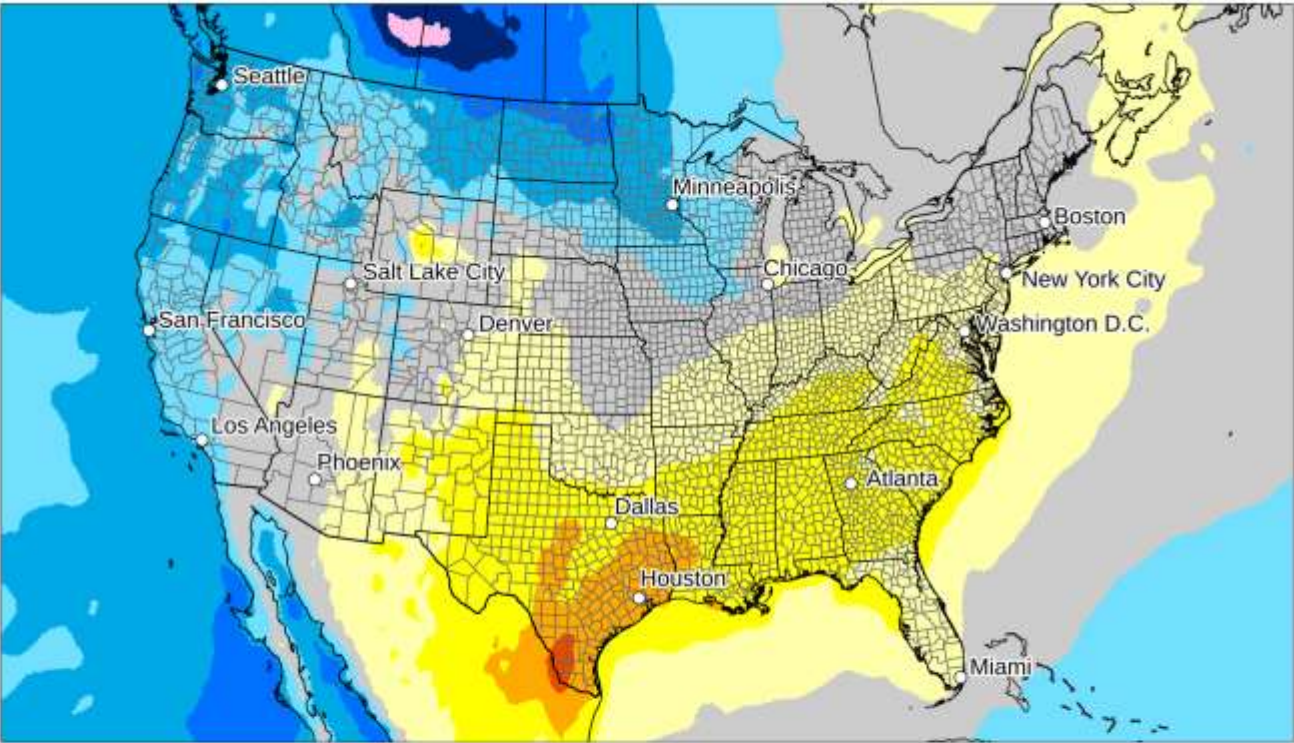 Seattle
Minneapolis
Boston
Salt Lake City
Chicago
New York City
San Francisco
Denver
Washington D.C.
Los Angeles
Phoenix
Atlanta
Dallas
Houston
Miami